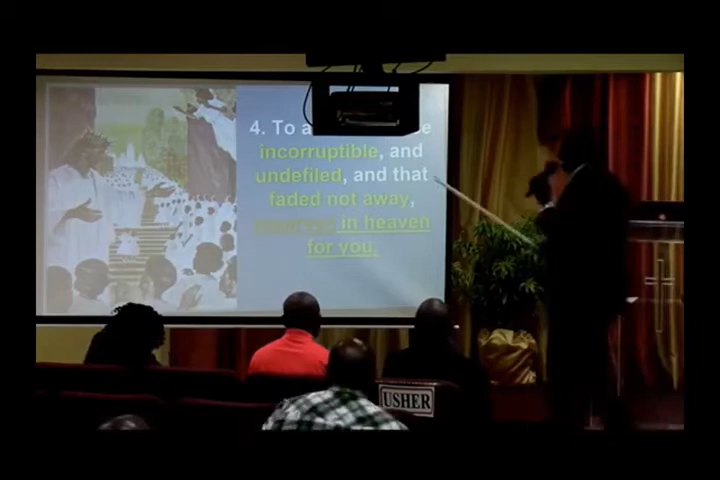 4. To a
incorruptible, and
undefiled, and that
faded not away,
in heaven
for you.
USHER